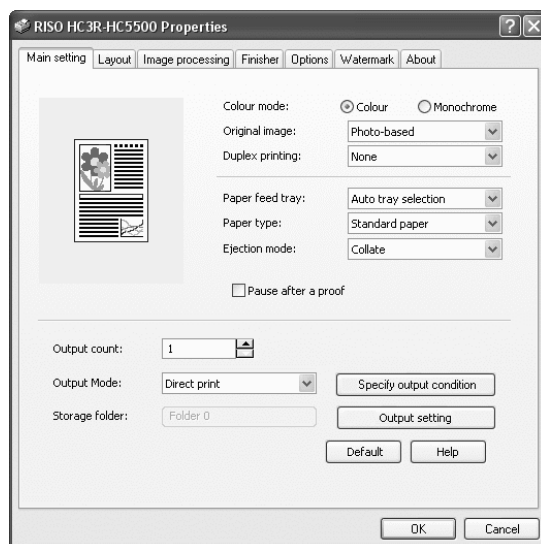 RISO HC3R-HC5500 Properties
Main setting Layout Image processing Finisher Options Watermark About
Colour mode: Colour Monochrome
Original image: Photo-based
Duplex printing: None
Paper feed tray: Auto tray selection
Paper type: Standard paper
Ejection mode: Collate
Pause after a proof
Output count: 1
Output Mode: Direct print Specify output condition
Storage folder: Folder 0 Output setting
Default Help
OK Cancel